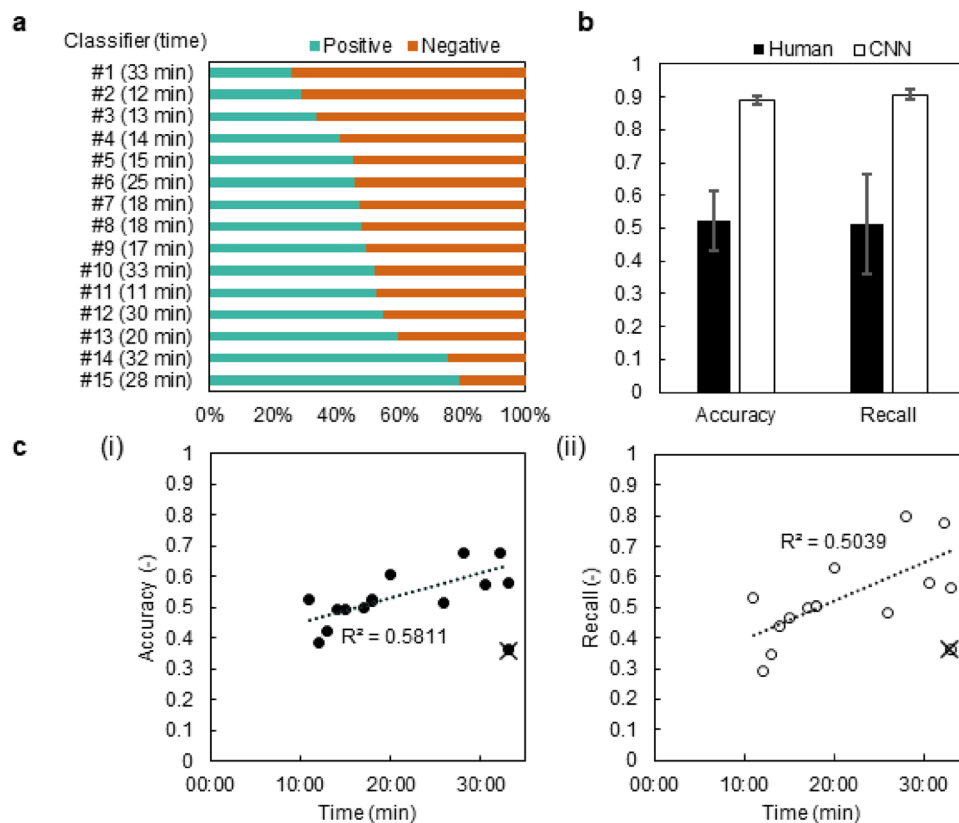 a
Classifier (time)
Positive Negative
#1 (33 min)
#2 (12 min)
#3 (13 min)
#4 (14 min)
#5 (15 min)
#6 (25 min)
#7 (18 min)
#8 (18 min)
#9 (17 min)
#10 (33 min)
#11 (11 min)
#12 (30 min)
#13 (20 min)
#14 (32 min)
#15 (28 min)
0% 20% 40% 60% 80% 100%
b
Human CNN
1
0.9
0.8
0.7
0.6
0.5
0.4
0.3
0.2
0.1
0
Accuracy Recall
c
(i)
1
0.9
0.8
0.7
0.6
0.5
0.4
0.3
0.2
0.1
0
Accuracy (-)
R² = 0.5811
00:00 10:00 20:00 30:00
Time (min)
(ii)
1
0.9
0.8
0.7
0.6
0.5
0.4
0.3
0.2
0.1
0
Recall (-)
R² = 0.5039
00:00 10:00 20:00 30:00
Time (min)